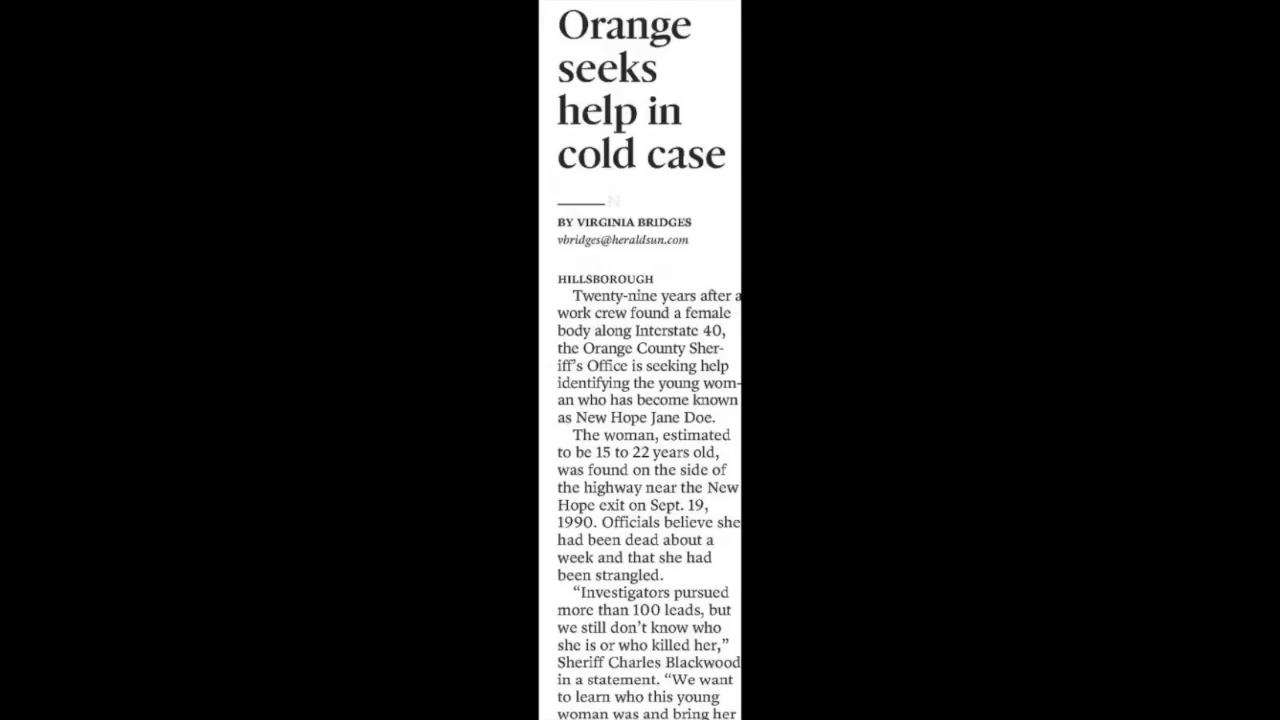 Orange
seeks
help in
cold case
N
BY VIRGINIA BRIDGES
vbridges@heraldsun.com
HILLSBOROUGH
Twenty-nine years after a
work crew found a female
body along Interstate 40,
the Orange County Sher-
iff's Office is seeking help
identifying the young wom-
an who has become known
as New Hope Jane Doe.
The woman, estimated
to be 15 to 22 years old,
was found on the side of
the highway near the New
Hope exit on Sept. 19,
1990. Officials believe she
had been dead about a
week and that she had
been strangled.
“Investigators pursued
more than 100 leads, but
we still don't know who
she is or who killed her,”
Sheriff Charles Blackwood
in a statement. “We want
to learn who this young
woman was and bring her